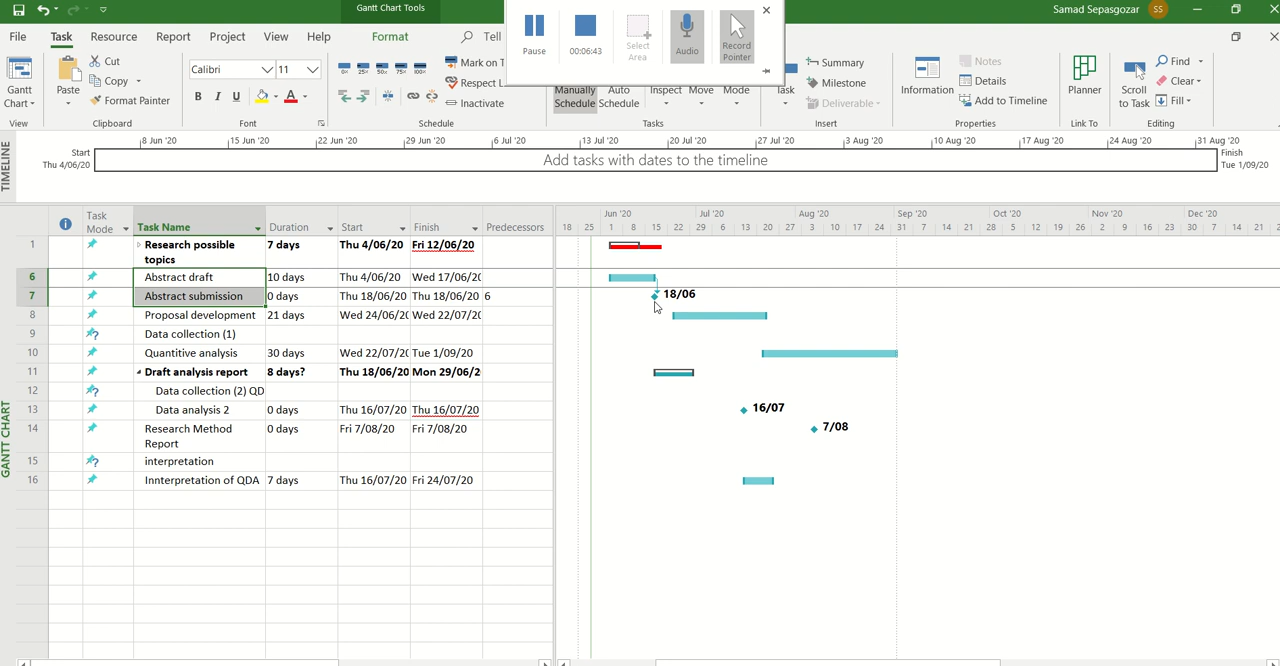 Gantt Chart Tools
Samad Sepasgozar SS
File Task Resource Report Project View Help Format Tell
Pause 00:06:43 Select Area Audio Record Pointer
Gantt Chart
View
Paste
Cut
Copy
Format Painter
Clipboard
Calibri 11
B I U A
Font
0% 25% 50% 75% 100%
Mark on T
Respect L
Inactivate
Schedule
Manually Schedule
Auto Schedule
Inspect Move Mode
Tasks
Task
Summary
Milestone
Deliverable
Insert
Information
Notes
Details
Add to Timeline
Properties
Planner
Link To
Scroll to Task
Find
Clear
Fill
Editing
TIMELINE
8 Jun '20 15 Jun '20 22 Jun '20 29 Jun '20 6 Jul '20 13 Jul '20 20 Jul '20 27 Jul '20 3 Aug '20 10 Aug '20 17 Aug '20 24 Aug '20 31 Aug '20
Start
Thu 4/06/20
Add tasks with dates to the timeline
Finish
Tue 1/09/20
GANTT CHART
Task Mode Task Name Duration Start Finish Predecessors
Jun '20 Jul '20 Aug '20 Sep '20 Oct '20 Nov '20 Dec '20
18 25 1 8 15 22 29 6 13 20 27 3 10 17 24 31 7 14 21 28 5 12 19 26 2 9 16 23 30 7 14 21 2
1 Research possible topics 7 days Thu 4/06/20 Fri 12/06/20
6 Abstract draft 10 days Thu 4/06/20 Wed 17/06/20
7 Abstract submission 0 days Thu 18/06/20 Thu 18/06/20 6 18/06
8 Proposal development 21 days Wed 24/06/20 Wed 22/07/20
9 Data collection (1)
10 Quantitive analysis 30 days Wed 22/07/20 Tue 1/09/20
11 Draft analysis report 8 days? Thu 18/06/20 Mon 29/06/2
12 Data collection (2) QD
13 Data analysis 2 0 days Thu 16/07/20 Thu 16/07/20 16/07
14 Research Method Report 0 days Fri 7/08/20 Fri 7/08/20 7/08
15 interpretation
16 Innterpretation of QDA 7 days Thu 16/07/20 Fri 24/07/20